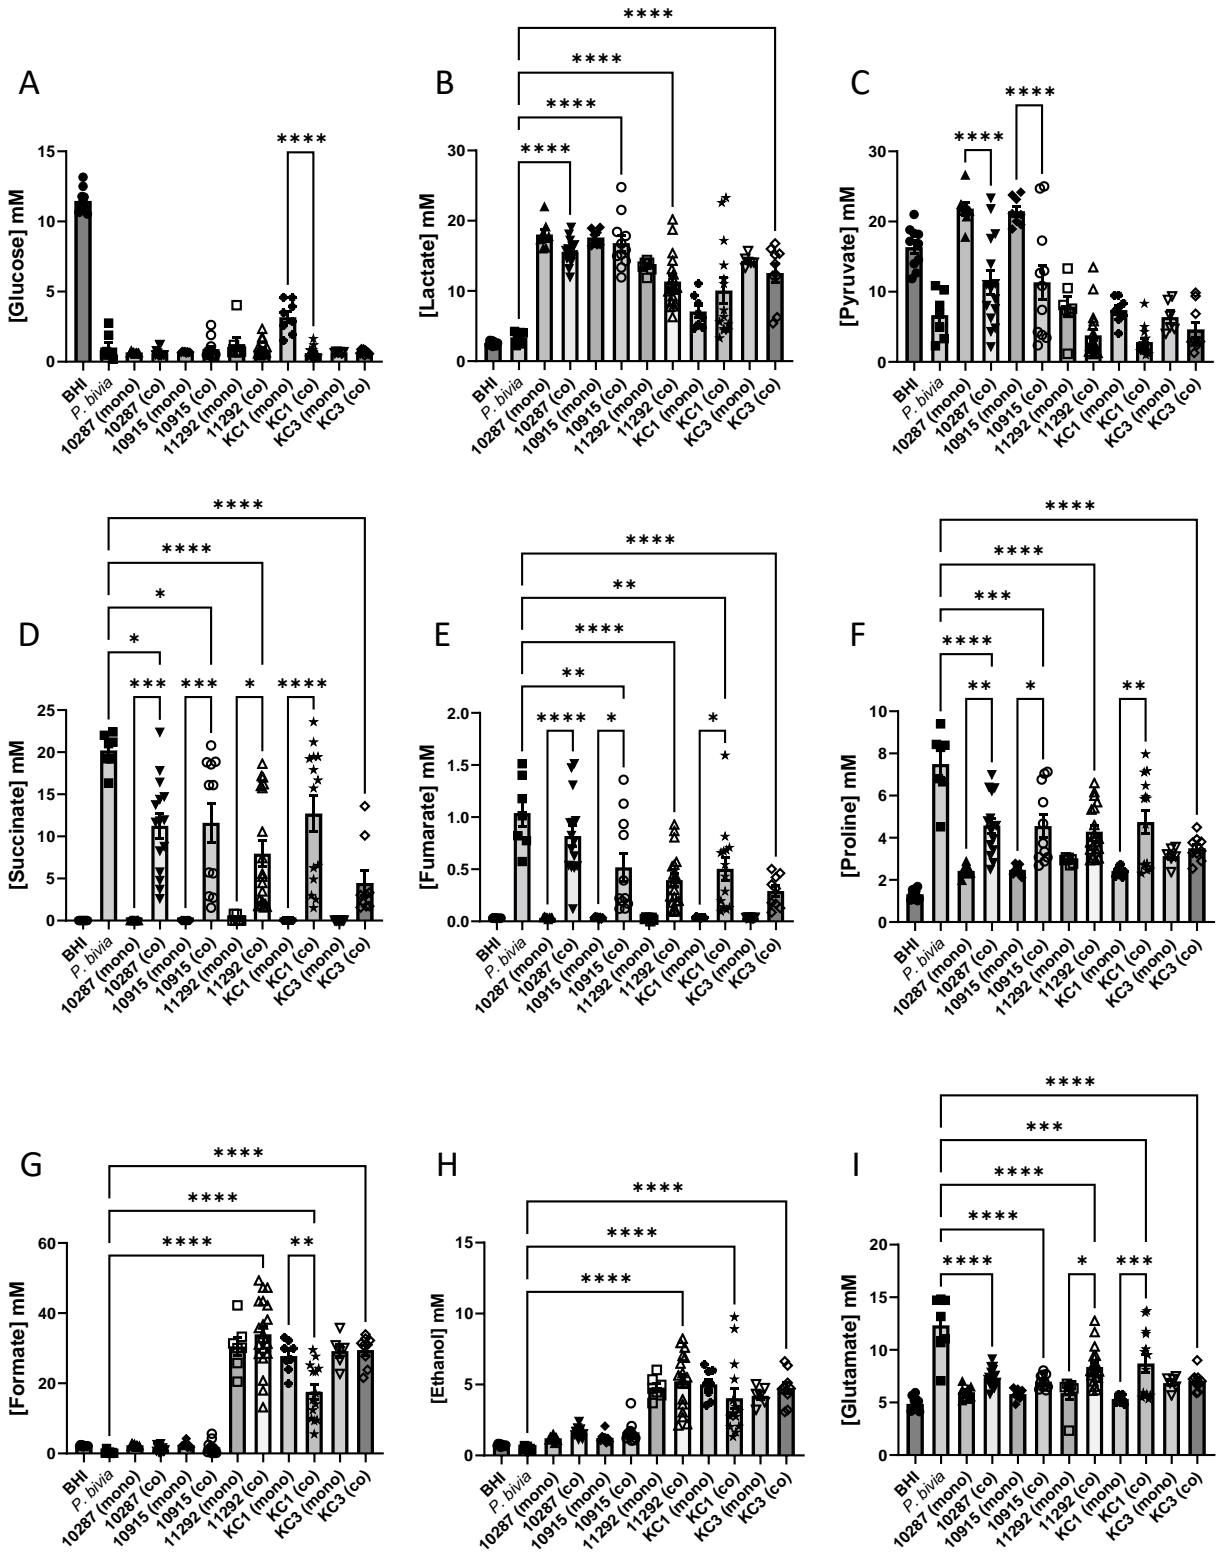 A
****
[Glucose] mM
15
10
5
0
BHI
P. bivia
10287 (mono)
10287 (co)
10915 (mono)
10915 (co)
11292 (mono)
11292 (co)
KC1 (mono)
KC1 (co)
KC3 (mono)
KC3 (co)
B
****
****
****
****
[Lactate] mM
30
20
10
0
BHI
P. bivia
10287 (mono)
10287 (co)
10915 (mono)
10915 (co)
11292 (mono)
11292 (co)
KC1 (mono)
KC1 (co)
KC3 (mono)
KC3 (co)
C
****
****
[Pyruvate] mM
30
20
10
0
BHI
P. bivia
10287 (mono)
10287 (co)
10915 (mono)
10915 (co)
11292 (mono)
11292 (co)
KC1 (mono)
KC1 (co)
KC3 (mono)
KC3 (co)
D
****
****
*
*
*** *** * ****
[Succinate] mM
25
20
15
10
5
0
BHI
P. bivia
10287 (mono)
10287 (co)
10915 (mono)
10915 (co)
11292 (mono)
11292 (co)
KC1 (mono)
KC1 (co)
KC3 (mono)
KC3 (co)
E
****
**
****
**
**** * *
[Fumarate] mM
2.0
1.5
1.0
0.5
0.0
BHI
P. bivia
10287 (mono)
10287 (co)
10915 (mono)
10915 (co)
11292 (mono)
11292 (co)
KC1 (mono)
KC1 (co)
KC3 (mono)
KC3 (co)
F
****
****
***
****
** * **
[Proline] mM
10
8
6
4
2
0
BHI
P. bivia
10287 (mono)
10287 (co)
10915 (mono)
10915 (co)
11292 (mono)
11292 (co)
KC1 (mono)
KC1 (co)
KC3 (mono)
KC3 (co)
G
****
****
**** **
[Formate] mM
60
40
20
0
BHI
P. bivia
10287 (mono)
10287 (co)
10915 (mono)
10915 (co)
11292 (mono)
11292 (co)
KC1 (mono)
KC1 (co)
KC3 (mono)
KC3 (co)
H
****
****
****
[Ethanol] mM
15
10
5
0
BHI
P. bivia
10287 (mono)
10287 (co)
10915 (mono)
10915 (co)
11292 (mono)
11292 (co)
KC1 (mono)
KC1 (co)
KC3 (mono)
KC3 (co)
I
****
***
****
****
**** * ***
[Glutamate] mM
20
15
10
5
0
BHI
P. bivia
10287 (mono)
10287 (co)
10915 (mono)
10915 (co)
11292 (mono)
11292 (co)
KC1 (mono)
KC1 (co)
KC3 (mono)
KC3 (co)